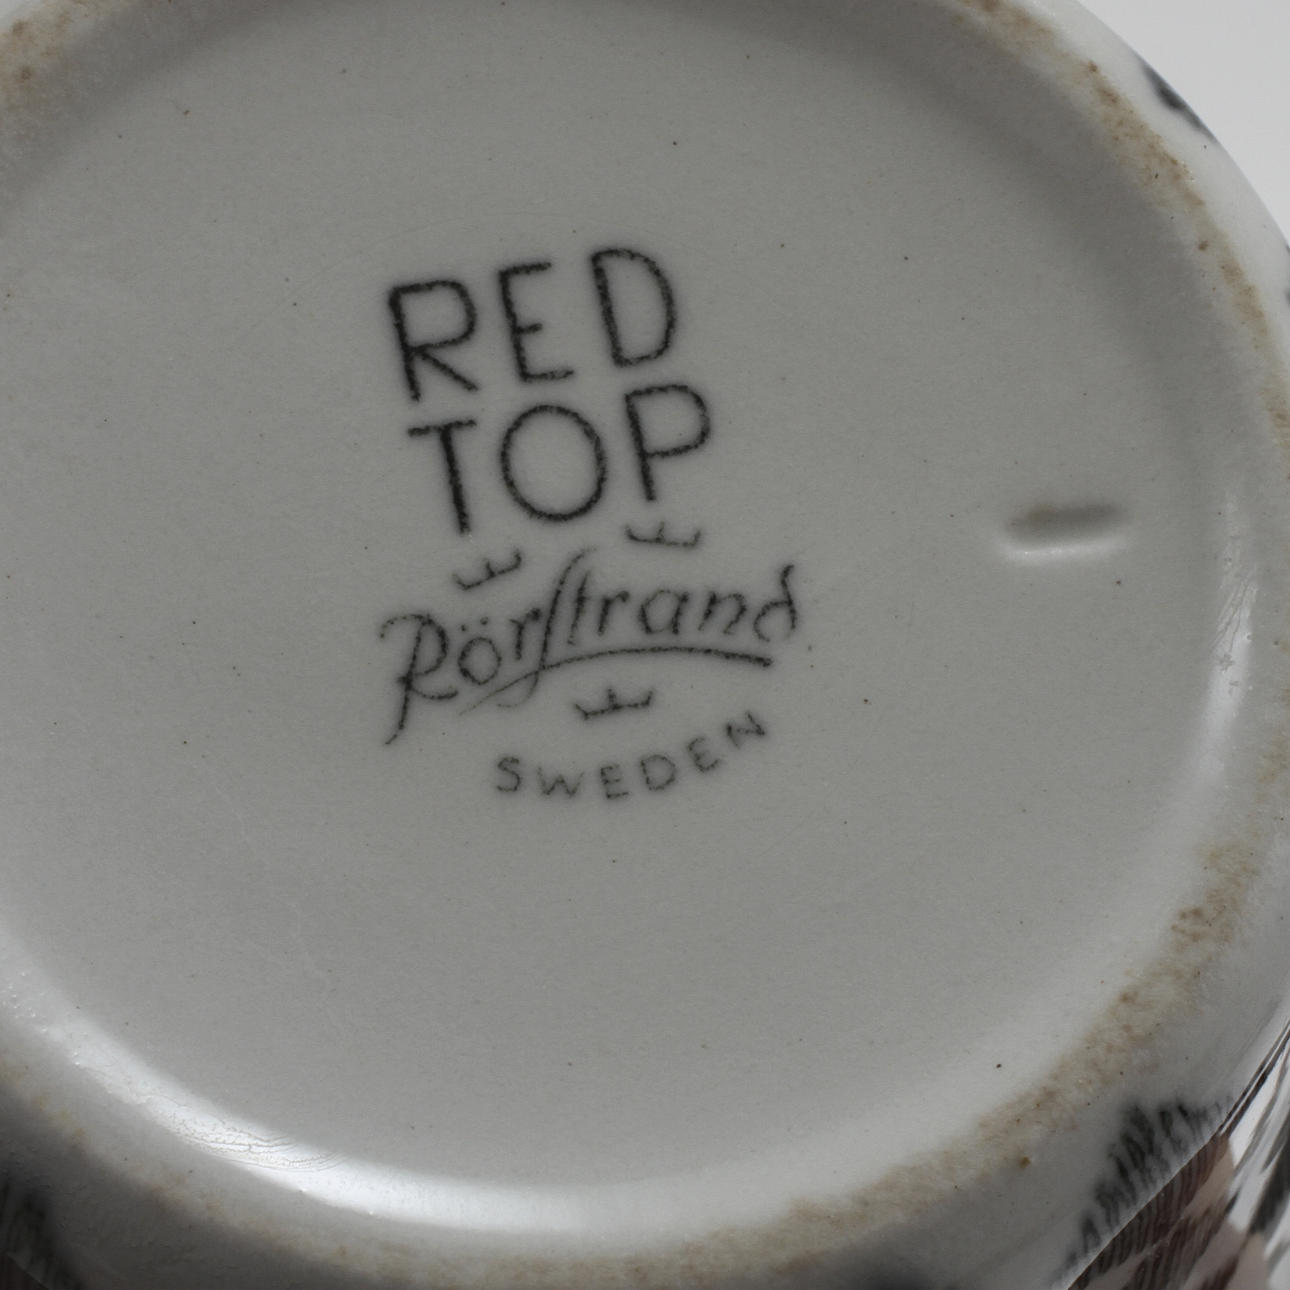 RED
TOP
Rörstrand
SWEDEN